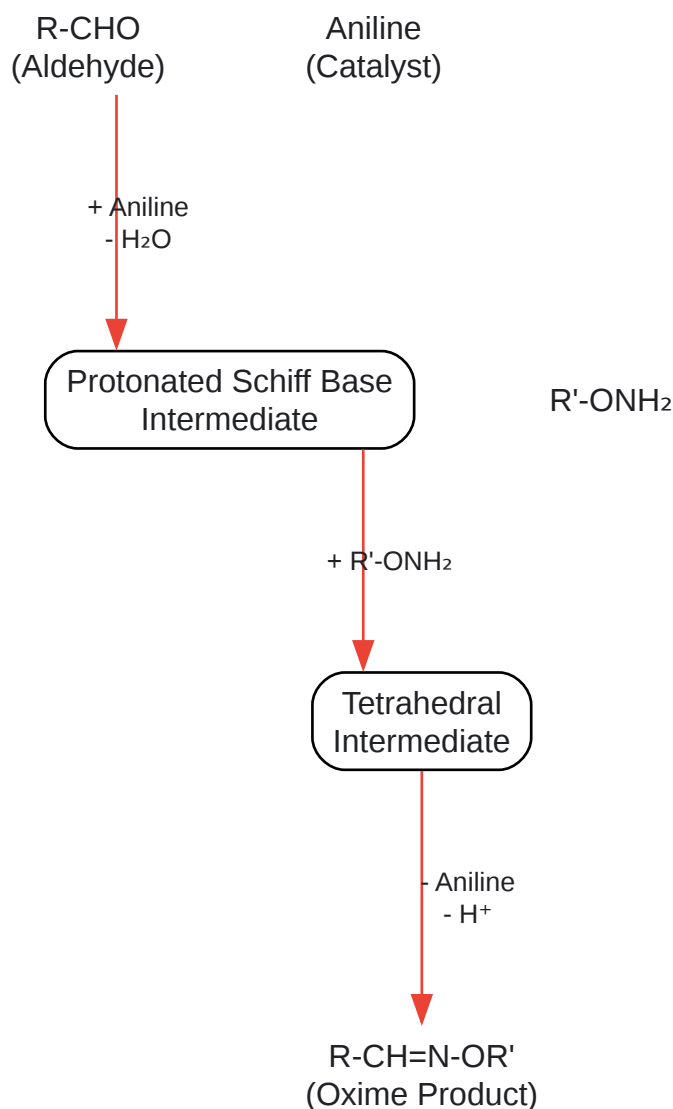 R-CHO
(Aldehyde)
Aniline
(Catalyst)
+ Aniline
- H₂O
Protonated Schiff Base
Intermediate
R'-ONH₂
+ R'-ONH₂
Tetrahedral
Intermediate
- Aniline
- H⁺
R-CH=N-OR'
(Oxime Product)